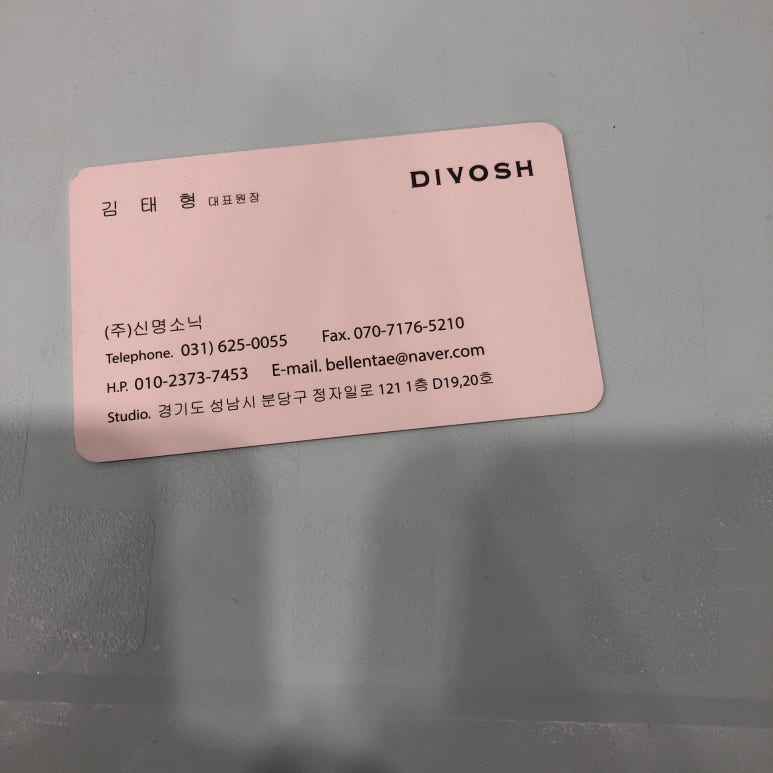 김 태 형 대표원장
DIVOSH
(주)신명소닉
Telephone. 031) 625-0055 Fax. 070-7176-5210
H.P. 010-2373-7453 E-mail. bellentae@naver.com
Studio. 경기도 성남시 분당구 정자일로 121 1층 D19,20호